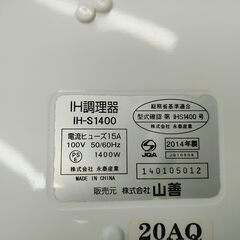 IH調理器
IH-S1400
電流ヒューズ15A
100V 50/60Hz
1400W
PS
E
株式会社 永泰産業
MADE IN CHINA
総務省基準適合
型式確認 第 IHS1400 号
株式会社 永泰産業
JQA
2014年製
140105012
販売元 株式会社 山善
20AQ